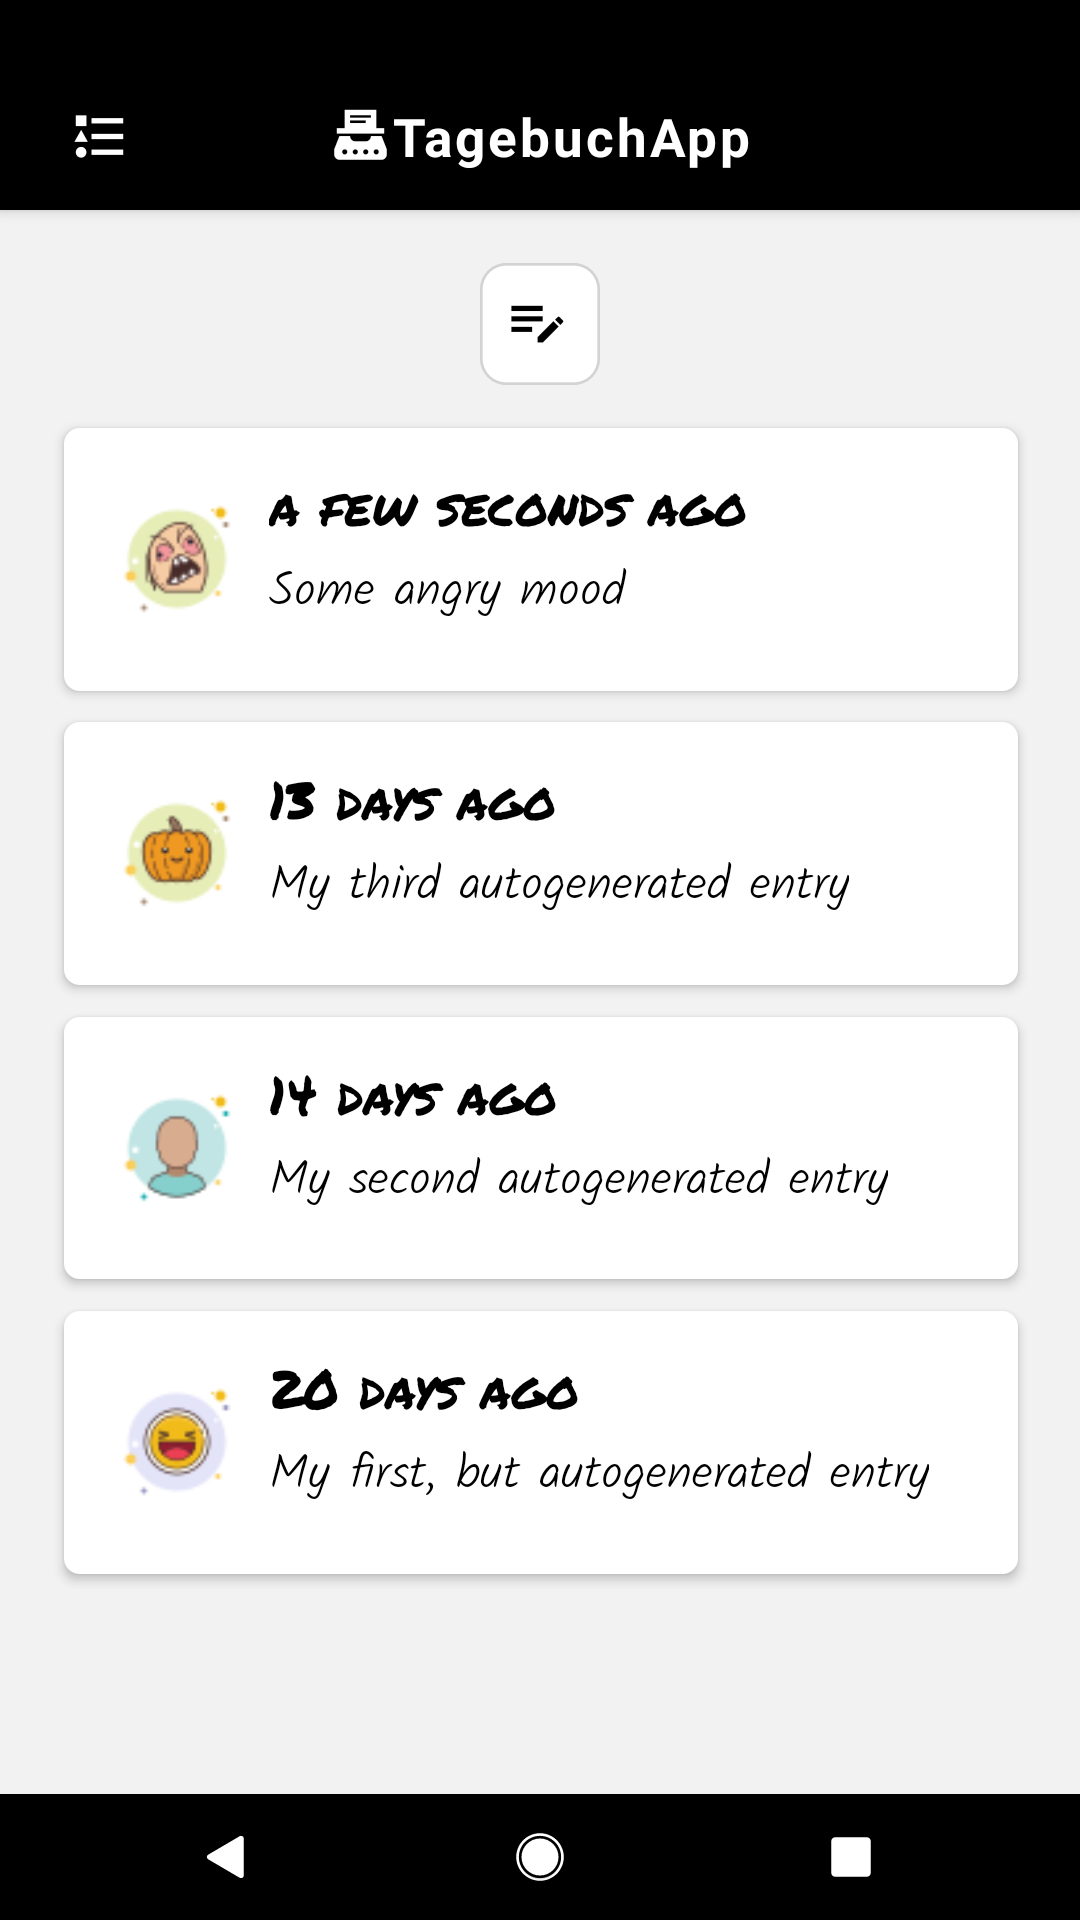 TagebuchApp
a few seconds ago
Some angry mood
13 days ago
My third autogenerated entry
14 days ago
My second autogenerated entry
20 days ago
My first, but autogenerated entry